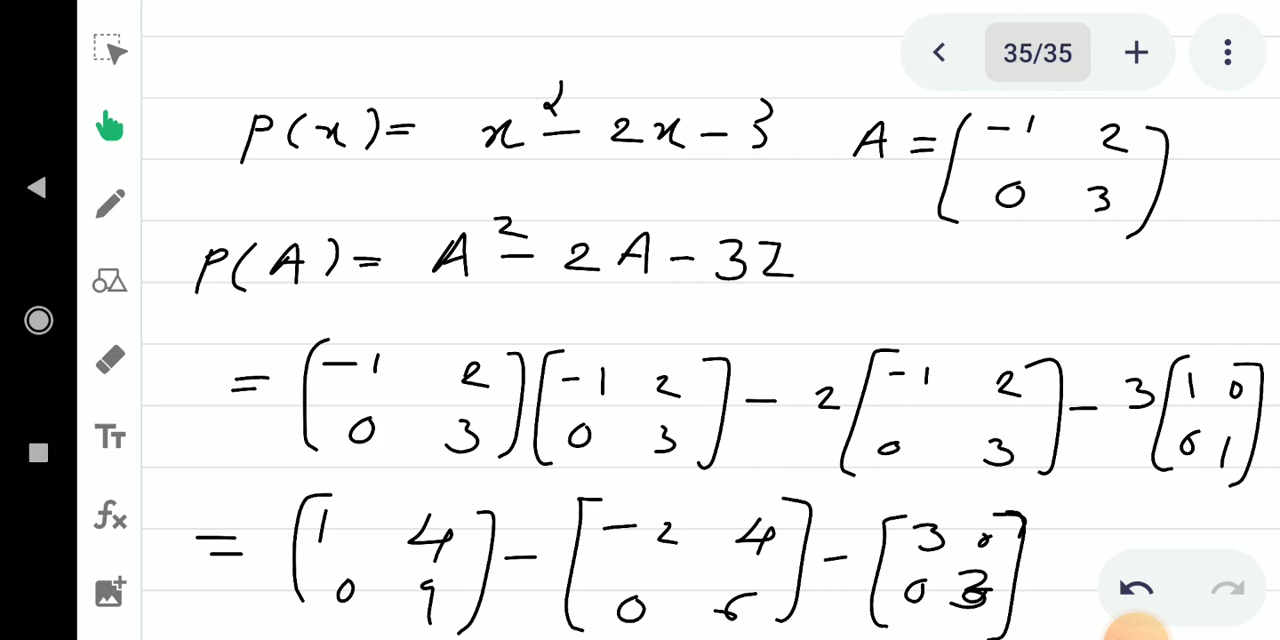 35/35
P(x) = x² - 2x - 3 A = (-1 2
0 3)
P(A) = A² - 2A - 3I
= (-1 2 (-1 2 - 2 (-1 2 - 3 (1 0
0 3) 0 3) 0 3) 0 1)
= (1 4 - [-2 4 - [3 0
0 9) 0 6] 0 3]
Tт
fx